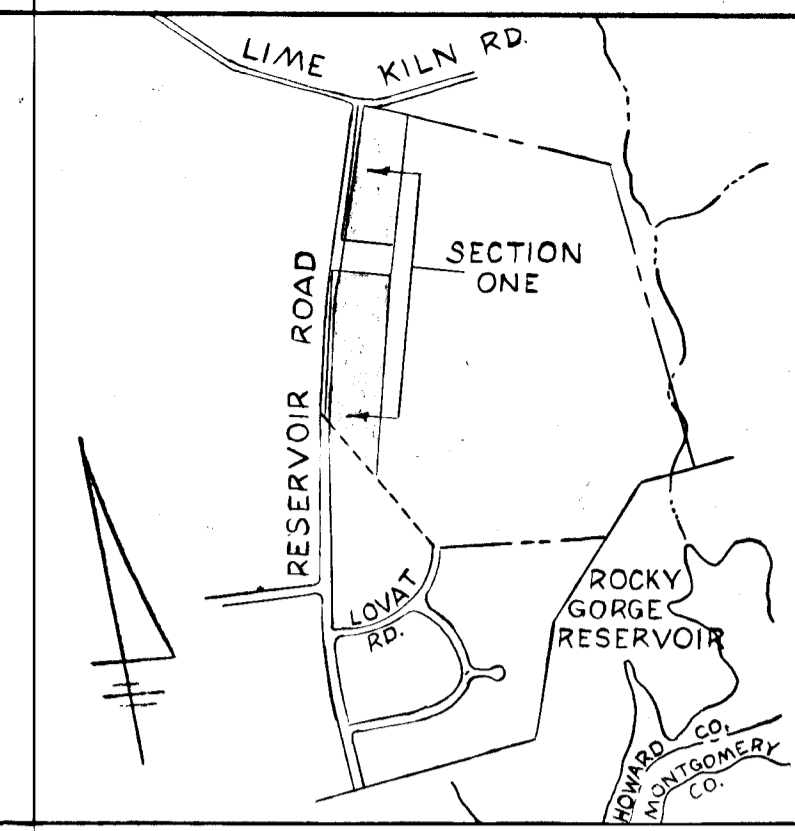 LIME KILN RD.
SECTION
ONE
RESERVOIR ROAD
LOVAT
RD.
ROCKY
GORGE
RESERVOIR
HOWARD CO.
MONTGOMERY
CO.